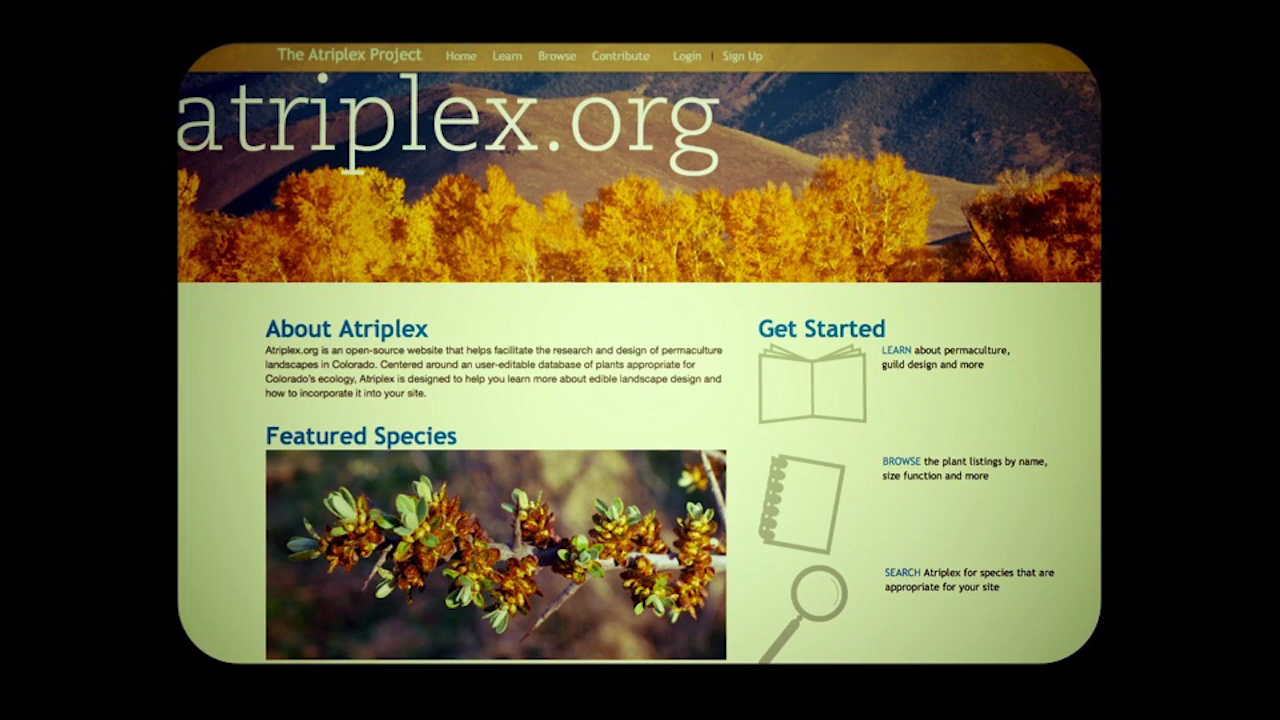 The Atriplex Project Home Learn Browse Contribute Login | Sign Up
atriplex.org
About Atriplex
Atriplex.org is an open-source website that helps facilitate the research and design of permaculture
landscapes in Colorado. Centered around an user-editable database of plants appropriate for
Colorado's ecology, Atriplex is designed to help you learn more about edible landscape design and
how to incorporate it into your site.
Featured Species
Get Started
LEARN about permaculture,
guild design and more
BROWSE the plant listings by name,
size function and more
SEARCH Atriplex for species that are
appropriate for your site